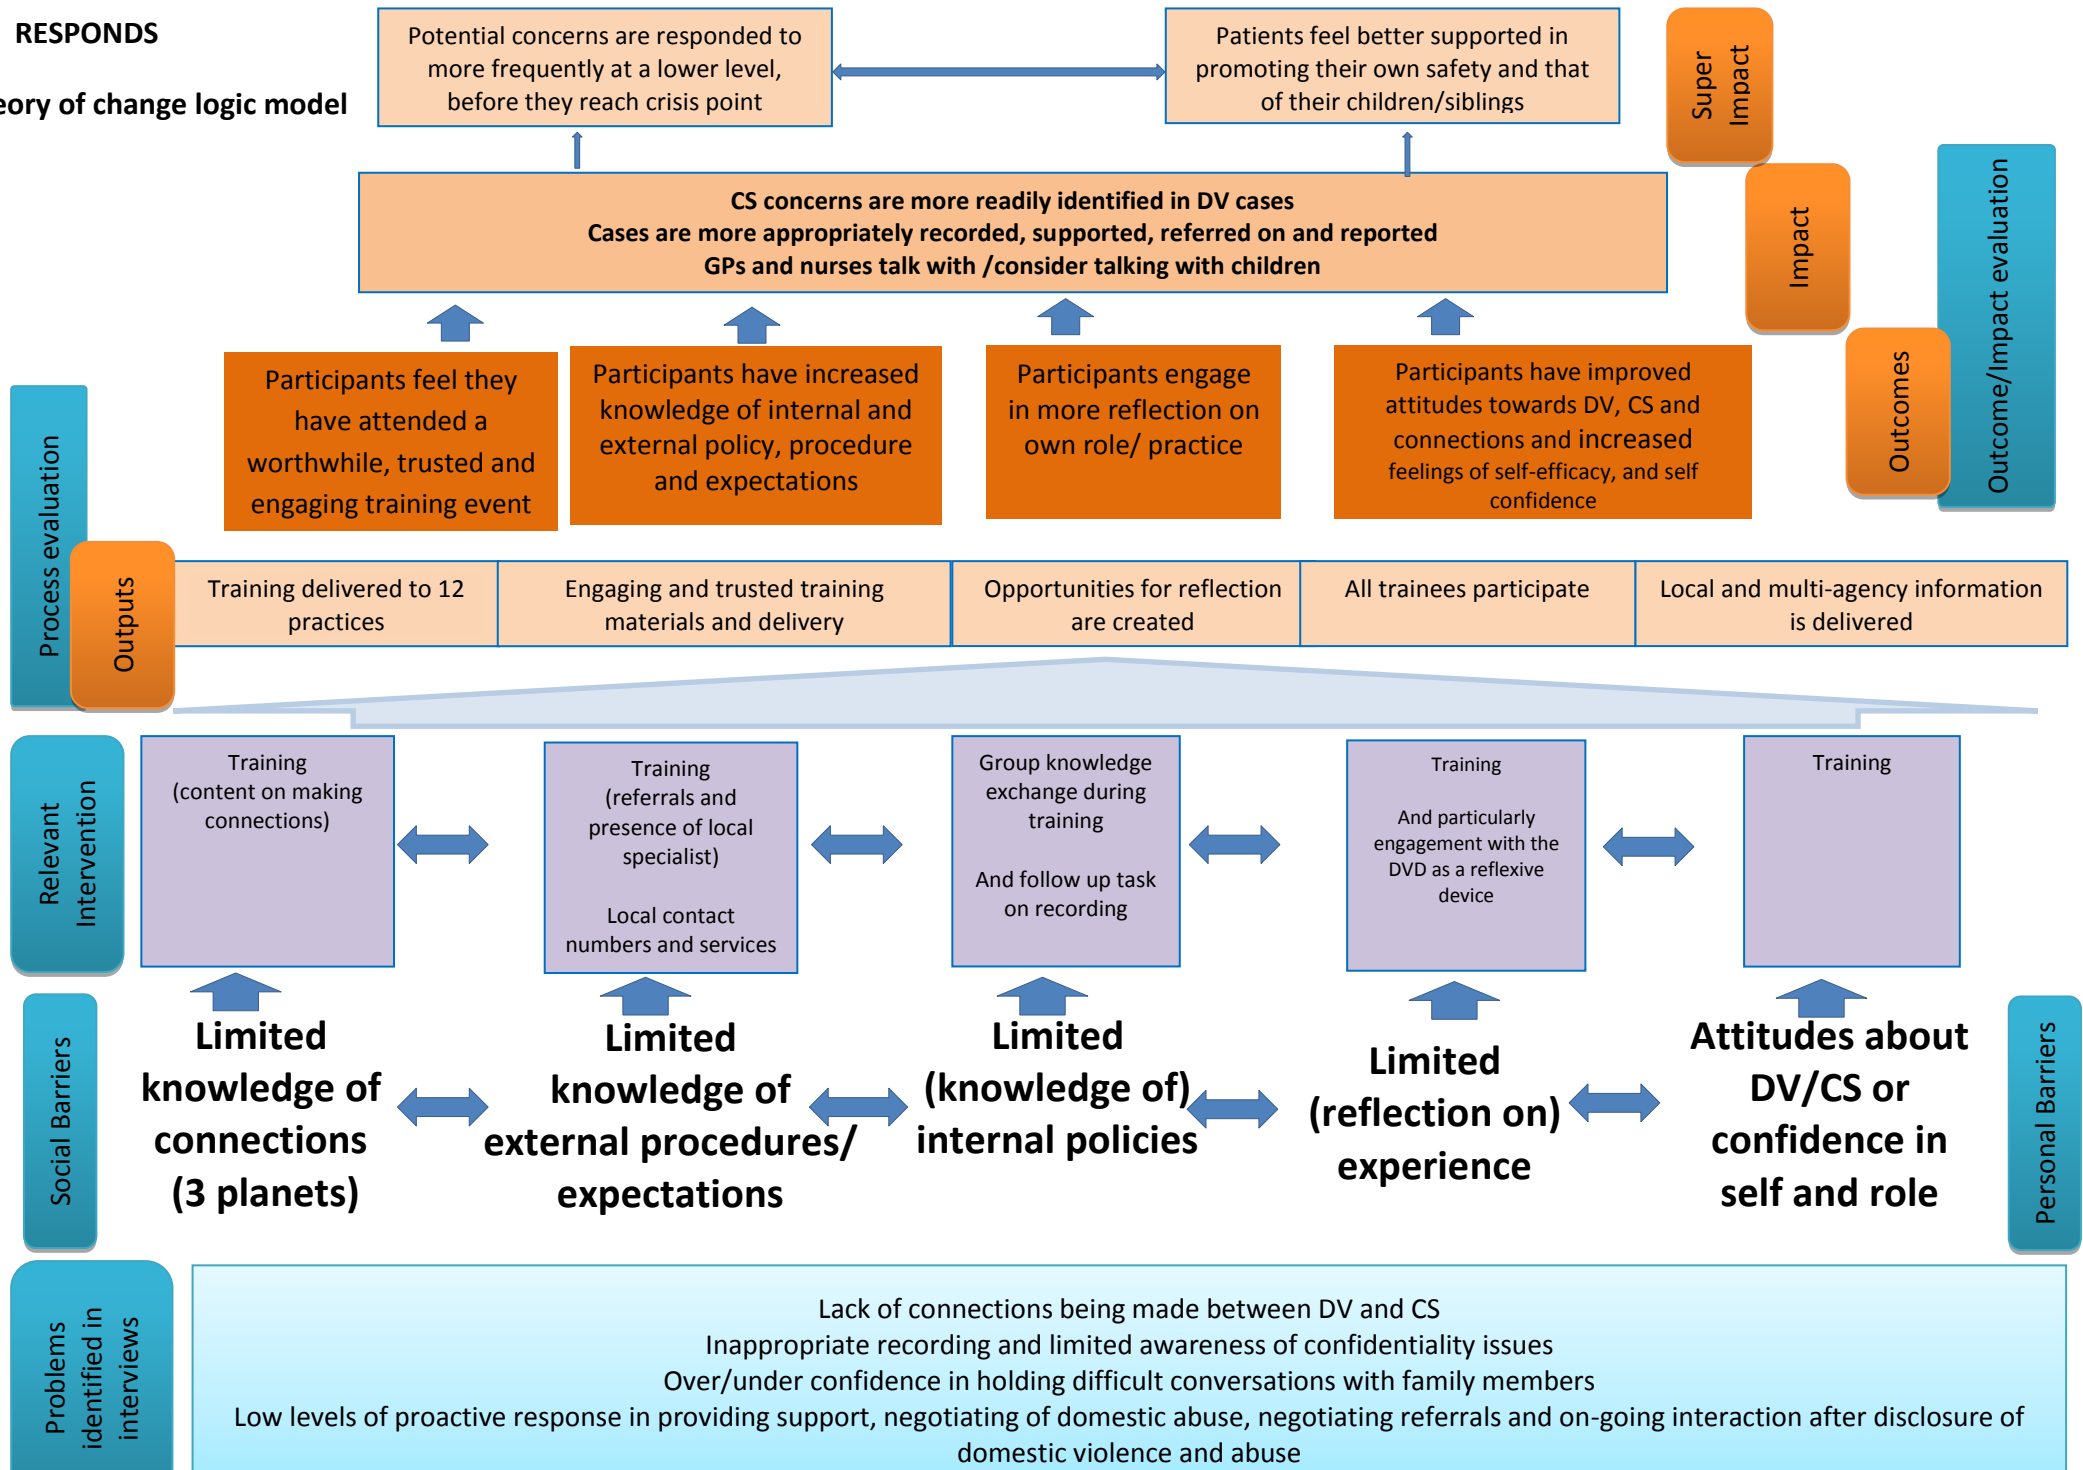 RESPONDS
eory of change logic model
Potential concerns are responded to
more frequently at a lower level,
before they reach crisis point
Patients feel better supported in
promoting their own safety and that
of their children/siblings
Super
Impact
CS concerns are more readily identified in DV cases
Cases are more appropriately recorded, supported, referred on and reported
GPs and nurses talk with /consider talking with children
Impact
Outcome/Impact evaluation
Outcomes
Participants feel they
have attended a
worthwhile, trusted and
engaging training event
Participants have increased
knowledge of internal and
external policy, procedure
and expectations
Participants engage
in more reflection on
own role/ practice
Participants have improved
attitudes towards DV, CS and
connections and increased
feelings of self-efficacy, and self
confidence
Process evaluation
Outputs
Training delivered to 12
practices
Engaging and trusted training
materials and delivery
Opportunities for reflection
are created
All trainees participate
Local and multi-agency information
is delivered
Relevant
Intervention
Training
(content on making
connections)
Training
(referrals and
presence of local
specialist)
Local contact
numbers and services
Group knowledge
exchange during
training
And follow up task
on recording
Training
And particularly
engagement with the
DVD as a reflexive
device
Training
Social Barriers
Limited
knowledge of
connections
(3 planets)
Limited
knowledge of
external procedures/
expectations
Limited
(knowledge of)
internal policies
Limited
(reflection on)
experience
Attitudes about
DV/CS or
confidence in
self and role
Personal Barriers
Problems
identified in
interviews
Lack of connections being made between DV and CS
Inappropriate recording and limited awareness of confidentiality issues
Over/under confidence in holding difficult conversations with family members
Low levels of proactive response in providing support, negotiating of domestic abuse, negotiating referrals and on-going interaction after disclosure of
domestic violence and abuse